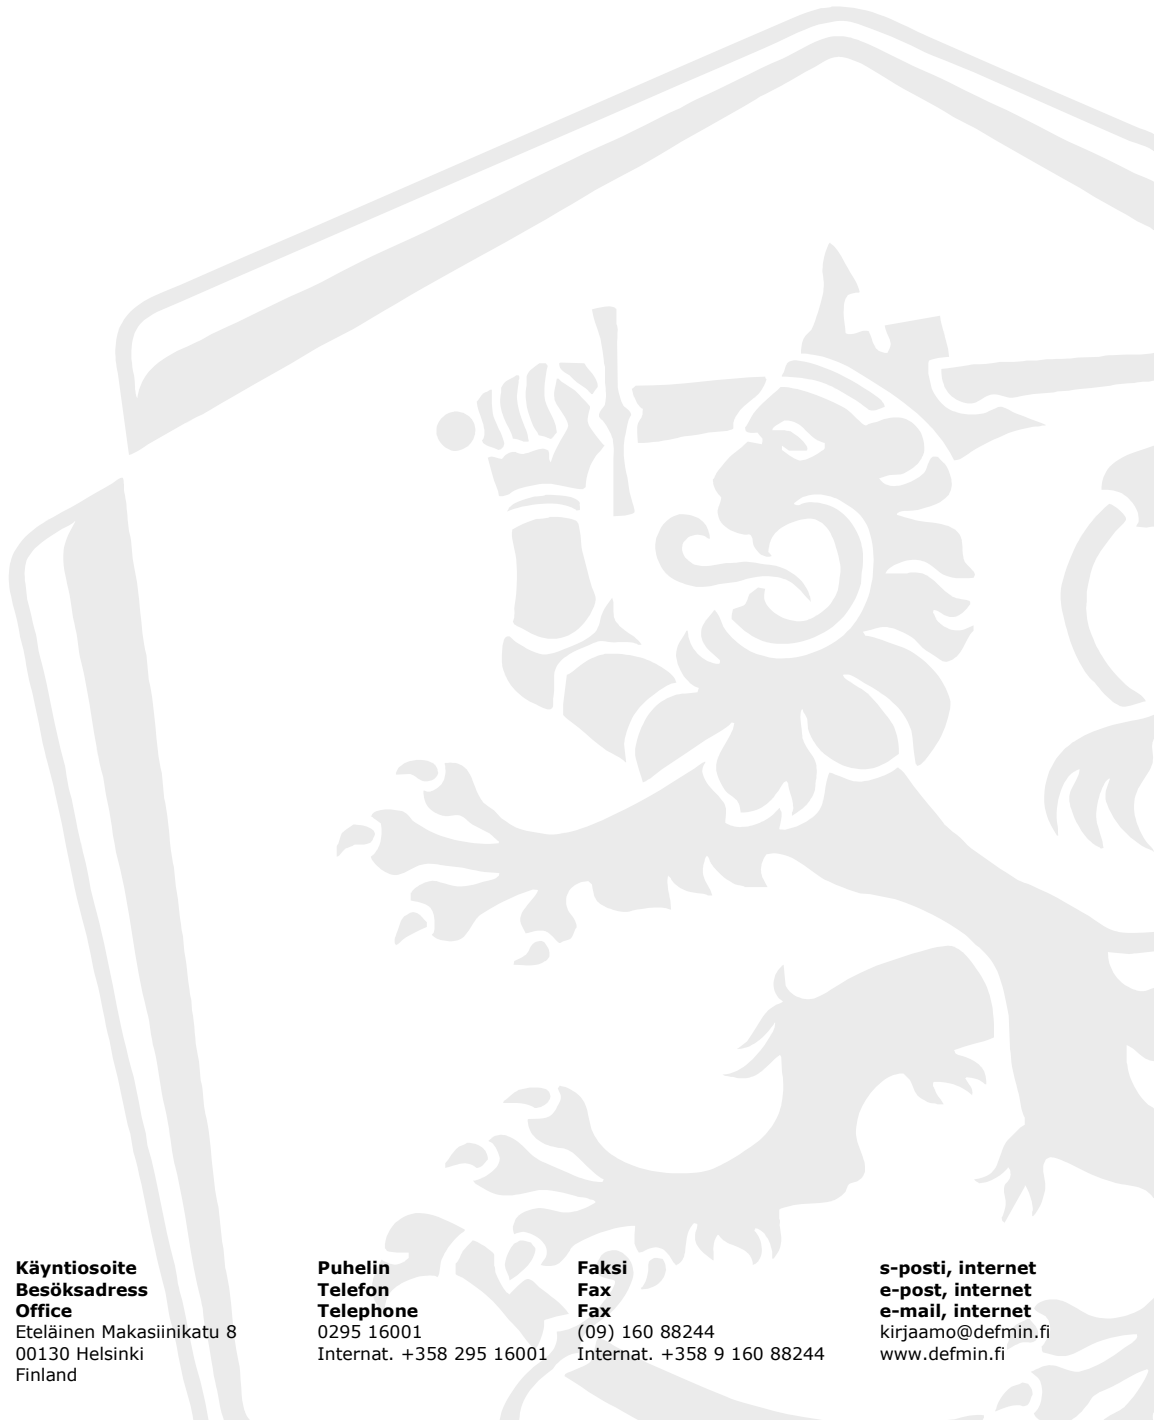 Käyntiosoite
Besöksadress
Office
Eteläinen Makasiinikatu 8
00130 Helsinki
Finland
Puhelin
Telefon
Telephone
0295 16001
Internat. +358 295 16001
Faksi
Fax
Fax
(09) 160 88244
Internat. +358 9 160 88244
s-posti, internet
e-post, internet
e-mail, internet
kirjaamo@defmin.fi
www.defmin.fi